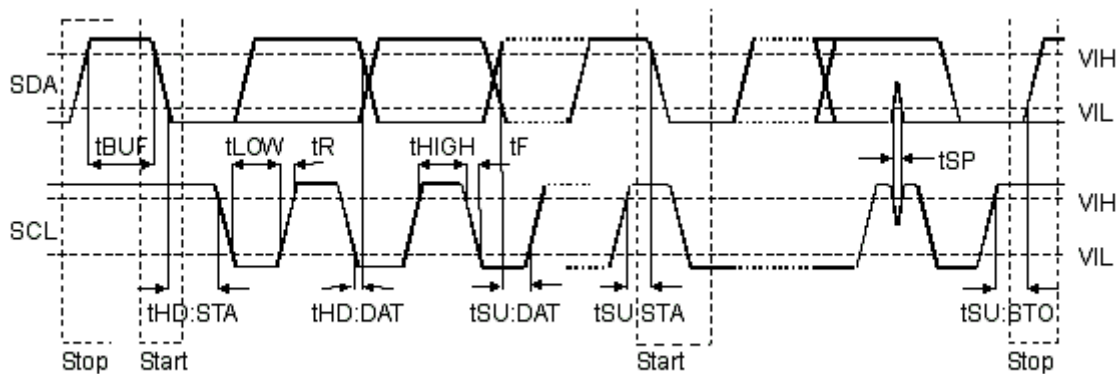 VIH
SDA
VIL
tBUF tLOW tR tHIGH tF tSP
VIH
SCL
VIL
tHD:STA tHD:DAT tSU:DAT tSU:STA tSU:STO
Stop Start Start Stop